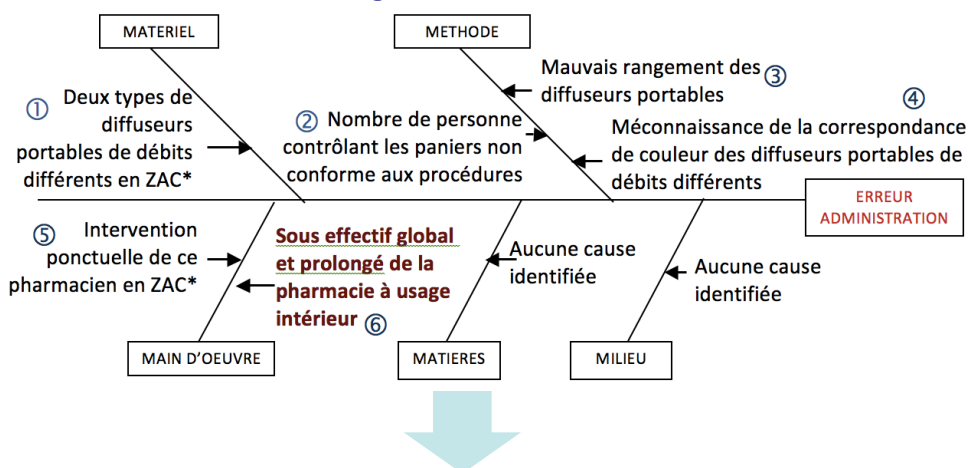 MATERIEL
METHODE
① Deux types de
diffuseurs
portables de débits
différents en ZAC*
② Nombre de personne
contrôlant les paniers non
conforme aux procédures
Mauvais rangement des ③
diffuseurs portables
④
Méconnaissance de la correspondance
de couleur des diffuseurs portables de
débits différents
ERREUR
ADMINISTRATION
⑤ Intervention
ponctuelle de ce
pharmacien en ZAC*
Sous effectif global
et prolongé de la
pharmacie à usage
intérieur ⑥
Aucune cause
identifiée
Aucune cause
identifiée
MAIN D'OEUVRE
MATIERES
MILIEU